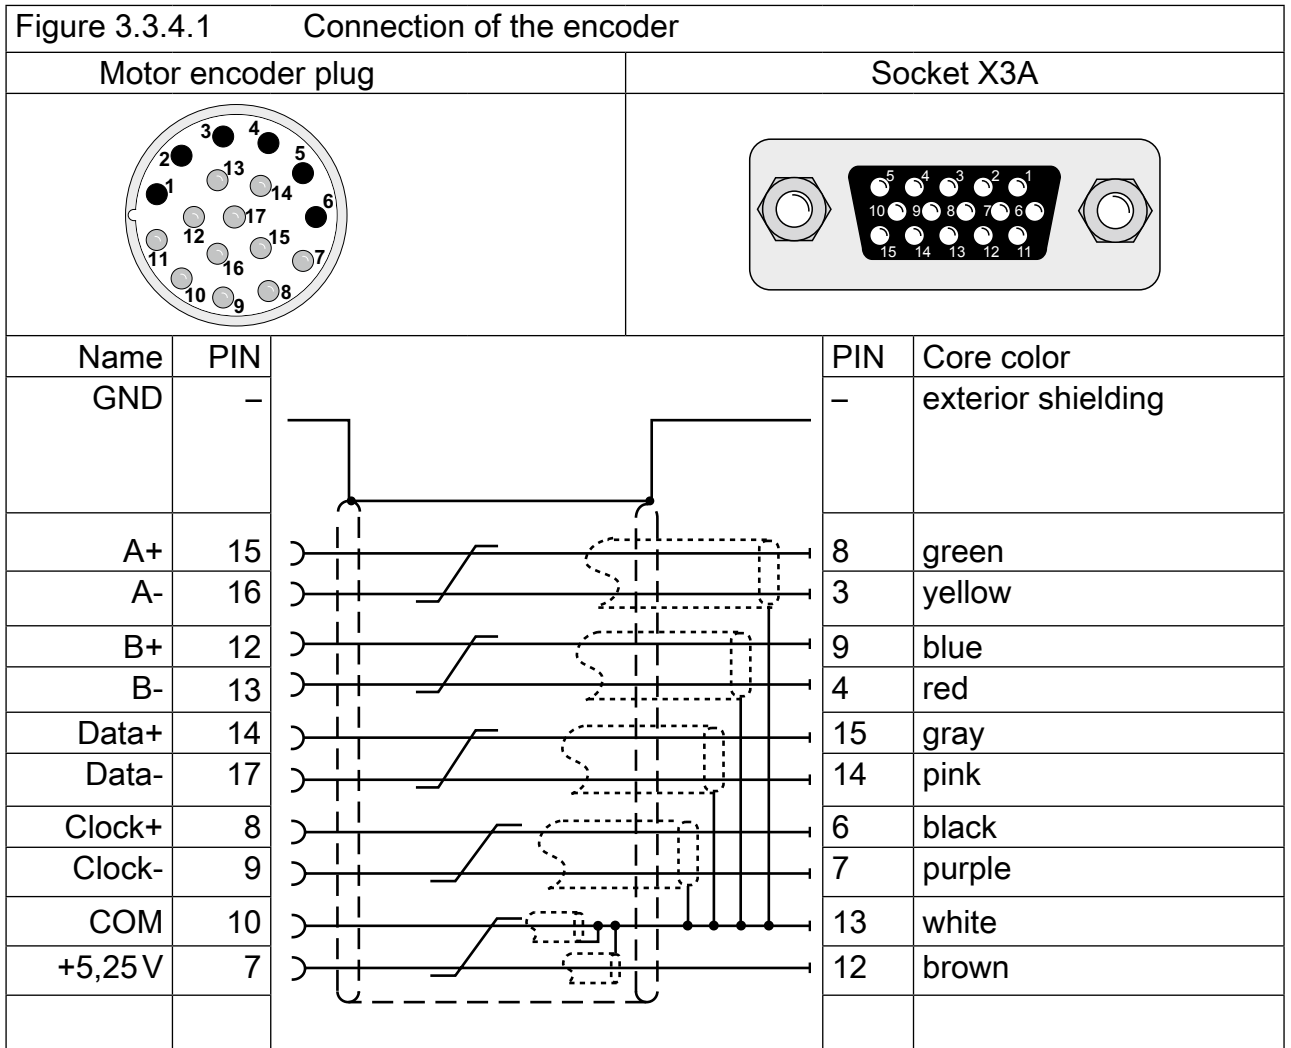 Figure 3.3.4.1 Connection of the encoder
Motor encoder plug Socket X3A
3 4
2 5
13
1 14
6
17
12 15
11 16 7
10 9 8
5 4 3 2 1
10 9 8 7 6
15 14 13 12 11
Name PIN PIN Core color
GND – – exterior shielding
A+ 15 8 green
A- 16 3 yellow
B+ 12 9 blue
B- 13 4 red
Data+ 14 15 gray
Data- 17 14 pink
Clock+ 8 6 black
Clock- 9 7 purple
COM 10 13 white
+5,25 V 7 12 brown